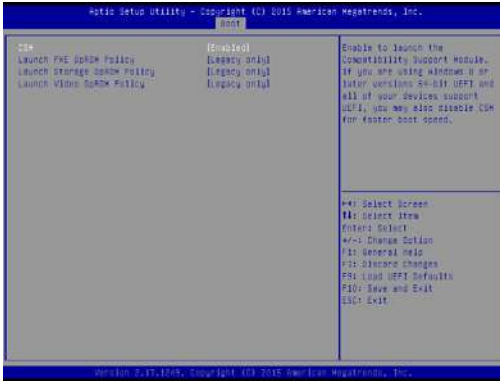 Aptio Setup Utility - Copyright (C) 2015 American Megatrends, Inc.
Boot
CSM [Enabled]
Launch PXE OpROM Policy [Legacy only]
Launch Storage OpROM Policy [Legacy only]
Launch Video OpROM Policy [Legacy only]
Enable to launch the
Compatibility Support Module.
If you are using Windows 8 or
later versions 64-bit UEFI and
all of your devices support
UEFI, you may also disable CSM
for faster boot speed.
→←: Select Screen
↑↓: Select Item
Enter: Select
+/-: Change Option
F1: General Help
F7: Discard Changes
F9: Load UEFI Defaults
F10: Save and Exit
ESC: Exit
Version 2.17.1249. Copyright (C) 2015 American Megatrends, Inc.